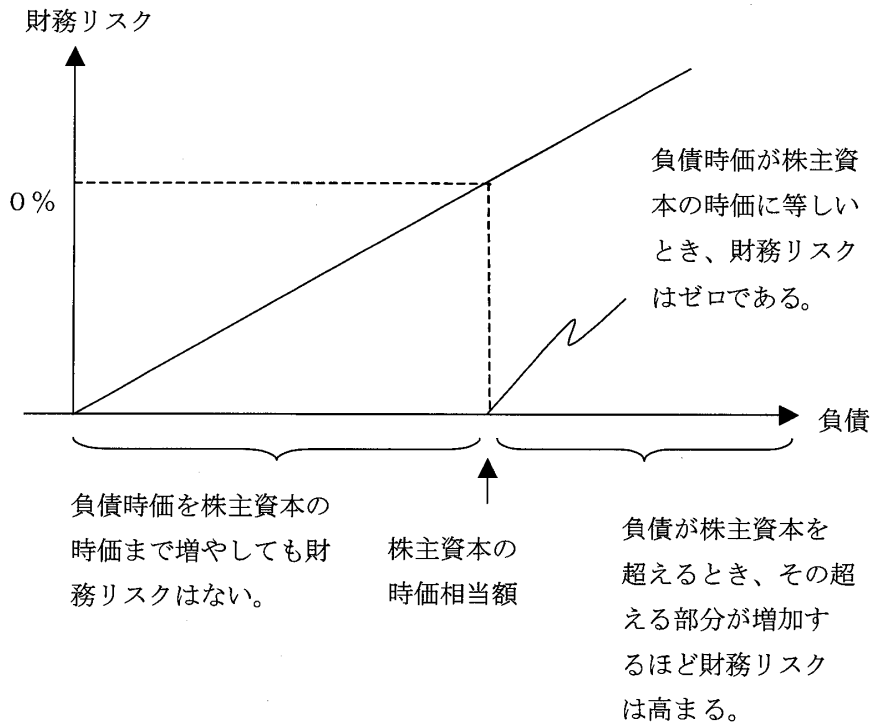 財務リスク
0%
負債時価が株主資
本の時価に等しい
とき、財務リスク
はゼロである。
負債
負債時価を株主資本の
時価まで増やしても財
務リスクはない。
株主資本の
時価相当額
負債が株主資本を
超えるとき、その超
える部分が増加す
るほど財務リスク
は高まる。